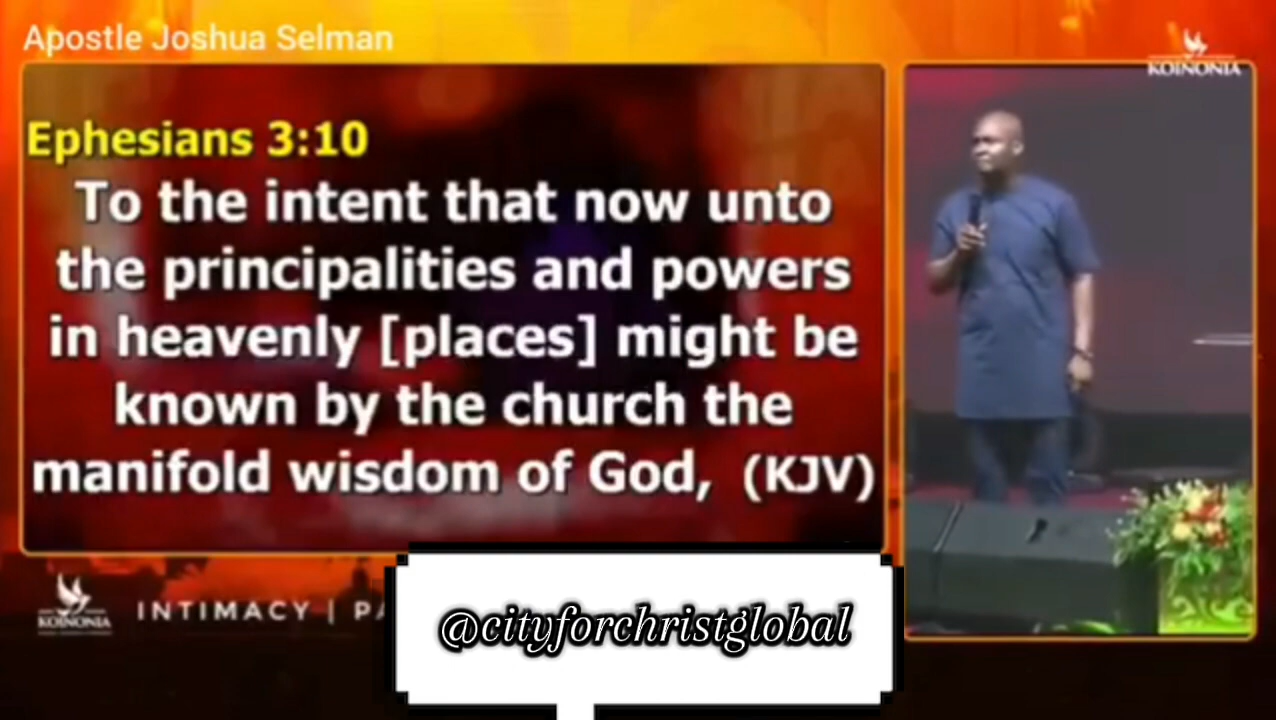 Apostle Joshua Selman
KOINONIA
Ephesians 3:10
To the intent that now unto
the principalities and powers
in heavenly [places] might be
known by the church the
manifold wisdom of God, (KJV)
KOINONIA
INTIMACY |
@cityforchristglobal